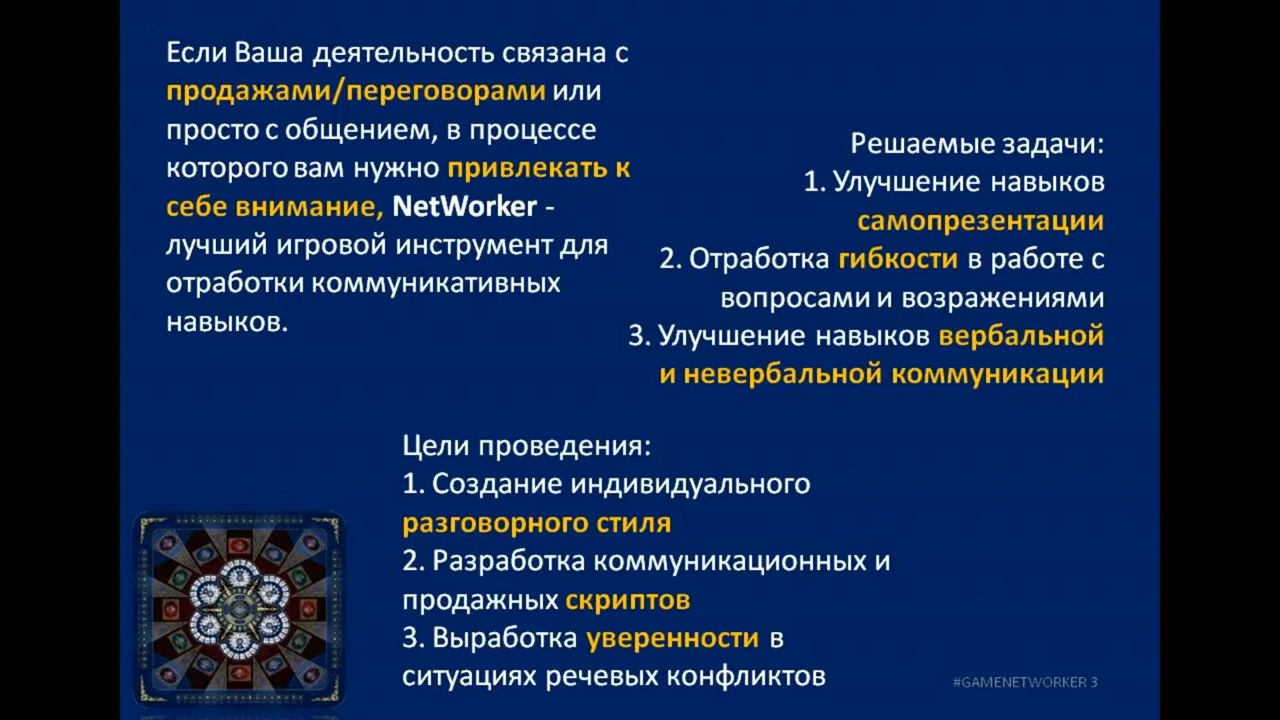 Если Ваша деятельность связана с
продажами/переговорами или
просто с общением, в процессе
которого вам нужно привлекать к
себе внимание, NetWorker -
лучший игровой инструмент для
отработки коммуникативных
навыков.
Решаемые задачи:
1. Улучшение навыков
самопрезентации
2. Отработка гибкости в работе с
вопросами и возражениями
3. Улучшение навыков вербальной
и невербальной коммуникации
Цели проведения:
1. Создание индивидуального
разговорного стиля
2. Разработка коммуникационных и
продажных скриптов
3. Выработка уверенности в
ситуациях речевых конфликтов
#GAMENETWORKER 3